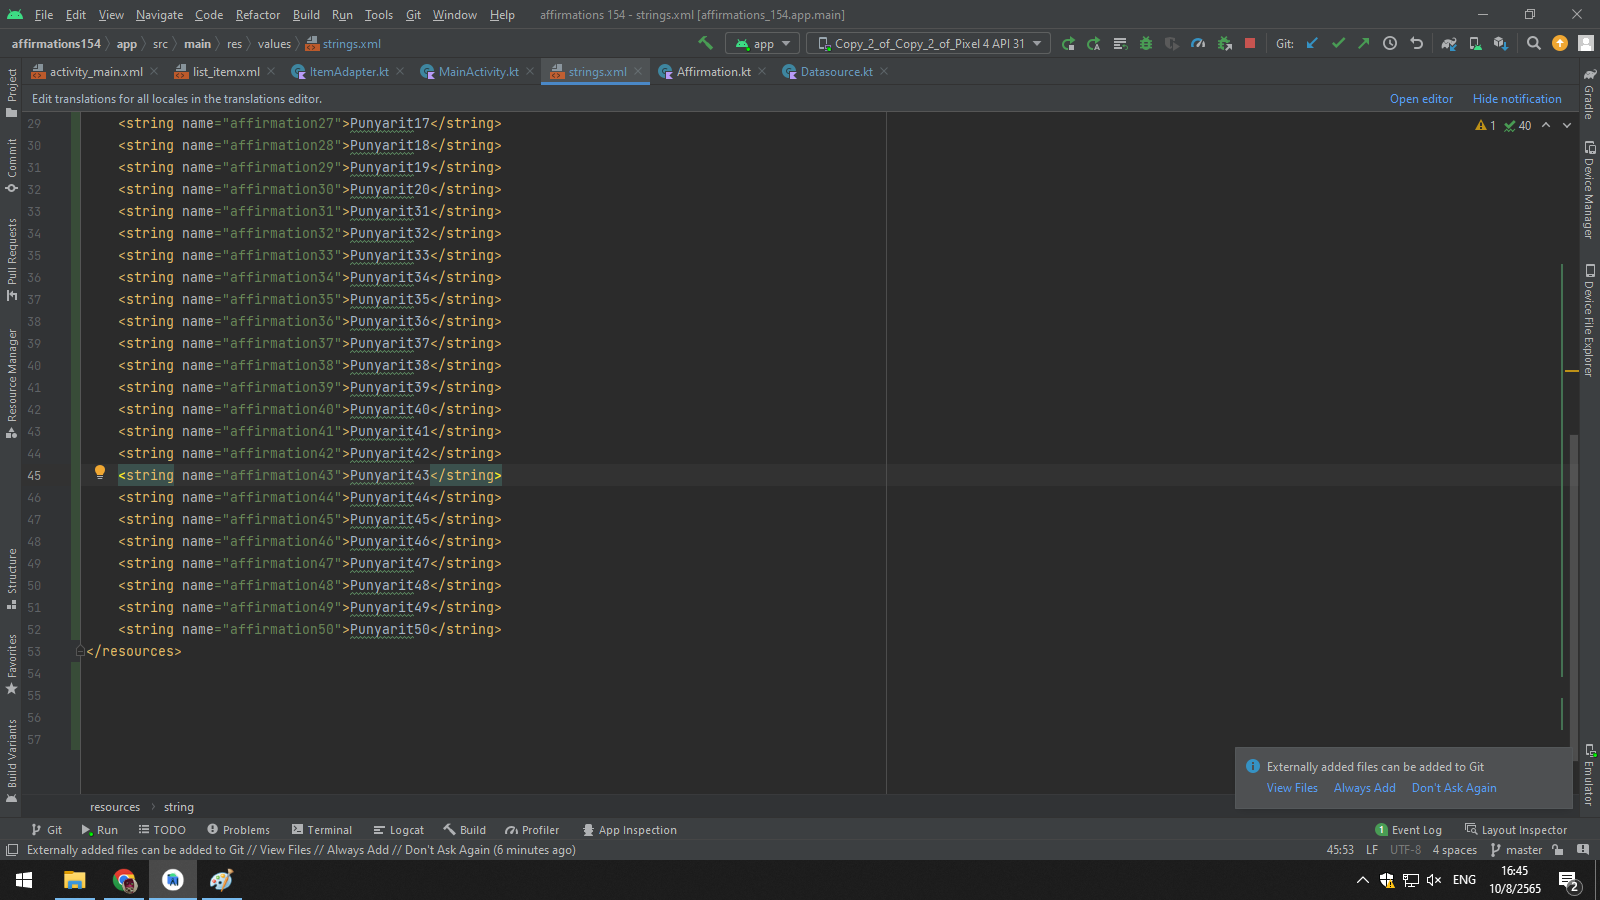 File Edit View Navigate Code Refactor Build Run Tools Git Window Help affirmations 154 - strings.xml [affirmations_154.app.main]
affirmations154 app src main res values strings.xml app Copy_2_of_Copy_2_of_Pixel 4 API 31 Git:
activity_main.xml list_item.xml ItemAdapter.kt MainActivity.kt strings.xml Affirmation.kt Datasource.kt
Edit translations for all locales in the translations editor. Open editor Hide notification
1 40
29 <string name="affirmation27">Punyarit17</string>
30 <string name="affirmation28">Punyarit18</string>
31 <string name="affirmation29">Punyarit19</string>
32 <string name="affirmation30">Punyarit20</string>
33 <string name="affirmation31">Punyarit31</string>
34 <string name="affirmation32">Punyarit32</string>
35 <string name="affirmation33">Punyarit33</string>
36 <string name="affirmation34">Punyarit34</string>
37 <string name="affirmation35">Punyarit35</string>
38 <string name="affirmation36">Punyarit36</string>
39 <string name="affirmation37">Punyarit37</string>
40 <string name="affirmation38">Punyarit38</string>
41 <string name="affirmation39">Punyarit39</string>
42 <string name="affirmation40">Punyarit40</string>
43 <string name="affirmation41">Punyarit41</string>
44 <string name="affirmation42">Punyarit42</string>
45 <string name="affirmation43">Punyarit43</string>
46 <string name="affirmation44">Punyarit44</string>
47 <string name="affirmation45">Punyarit45</string>
48 <string name="affirmation46">Punyarit46</string>
49 <string name="affirmation47">Punyarit47</string>
50 <string name="affirmation48">Punyarit48</string>
51 <string name="affirmation49">Punyarit49</string>
52 <string name="affirmation50">Punyarit50</string>
53 </resources>
54
55
56
57
Project
Commit
Pull Requests
Resource Manager
Structure
Favorites
Build Variants
Gradle
Device Manager
Device File Explorer
Emulator
Externally added files can be added to Git
View Files Always Add Don't Ask Again
resources string
Git Run TODO Problems Terminal Logcat Build Profiler App Inspection 1 Event Log Layout Inspector
Externally added files can be added to Git // View Files // Always Add // Don't Ask Again (6 minutes ago) 45:53 LF UTF-8 4 spaces master
ENG 16:45
10/8/2565 2